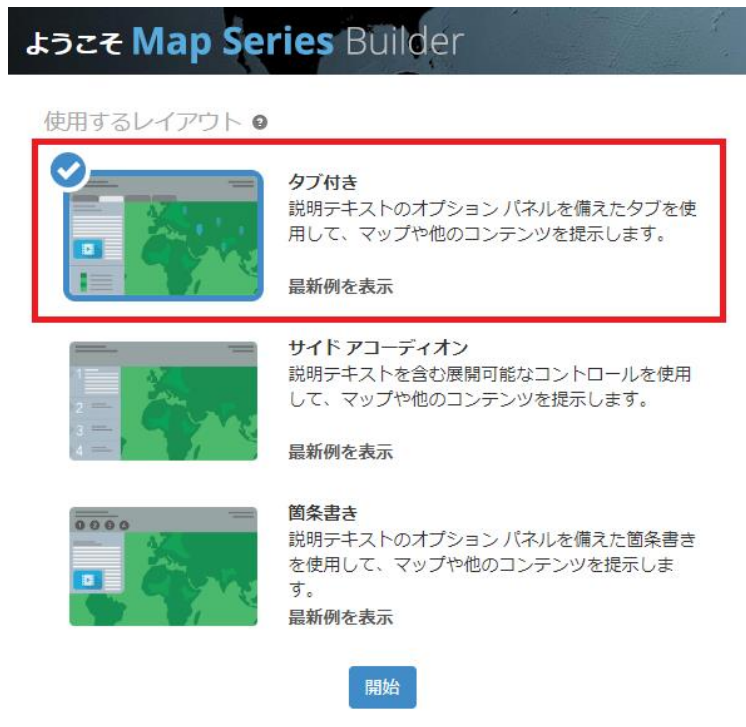 ようこそ Map Series Builder
使用するレイアウト
タブ付き
説明テキストのオプション パネルを備えたタブを使
用して、マップや他のコンテンツを提示します。
最新例を表示
サイド アコーディオン
説明テキストを含む展開可能なコントロールを使用
して、マップや他のコンテンツを提示します。
最新例を表示
1
2
3
4
箇条書き
説明テキストのオプション パネルを備えた箇条書き
を使用して、マップや他のコンテンツを提示しま
す。
最新例を表示
1 2 3 4
開始